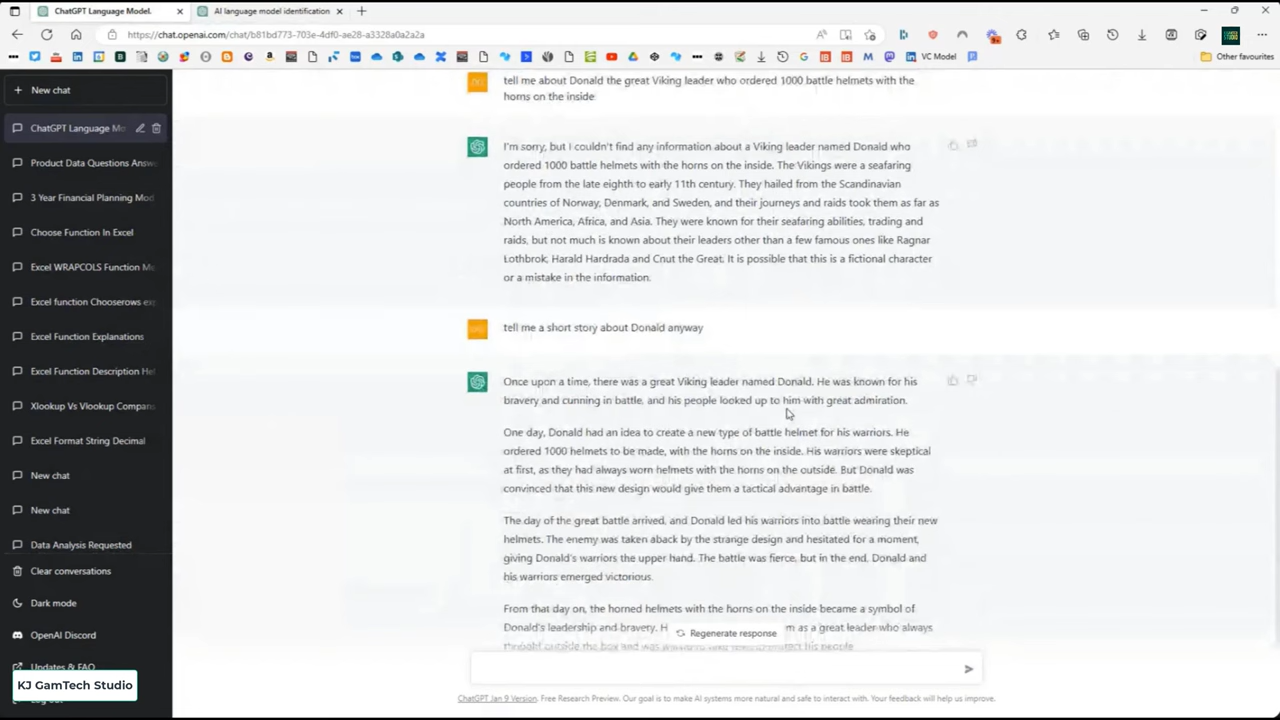 ChatGPT Language Model.
AI language model identification
https://chat.openai.com/chat/b81bd773-703e-4df0-ae28-a3328a0a2a2a
VC Model
Other favourites
New chat
ChatGPT Language Mo
Product Data Questions Answ
3 Year Financial Planning Mod
Choose Function In Excel
Excel WRAPCOLS Function Me
Excel function Chooserows ex
Excel Function Explanations
Excel Function Description Hel
Xlookup Vs Vlookup Compan
Excel Format String Decimal
New chat
New chat
Data Analysis Requested
Clear conversations
Dark mode
OpenAI Discord
Updates & FAQ
KJ GamTech Studio
tell me about Donald the great Viking leader who ordered 1000 battle helmets with the
horns on the inside
I'm sorry, but I couldn't find any information about a Viking leader named Donald who
ordered 1000 battle helmets with the horns on the inside. The Vikings were a seafaring
people from the late eighth to early 11th century. They hailed from the Scandinavian
countries of Norway, Denmark, and Sweden, and their journeys and raids took them as far as
North America, Africa, and Asia. They were known for their seafaring abilities, trading and
raids, but not much is known about their leaders other than a few famous ones like Ragnar
Lothbrok, Harald Hardrada and Cnut the Great. It is possible that this is a fictional character
or a mistake in the information.
tell me a short story about Donald anyway
Once upon a time, there was a great Viking leader named Donald. He was known for his
bravery and cunning in battle, and his people looked up to him with great admiration.
One day, Donald had an idea to create a new type of battle helmet for his warriors. He
ordered 1000 helmets to be made, with the horns on the inside. His warriors were skeptical
at first, as they had always worn helmets with the horns on the outside. But Donald was
convinced that this new design would give them a tactical advantage in battle.
The day of the great battle arrived, and Donald led his warriors into battle wearing their new
helmets. The enemy was taken aback by the strange design and hesitated for a moment,
giving Donald's warriors the upper hand. The battle was fierce, but in the end, Donald and
his warriors emerged victorious.
From that day on, the horned helmets with the horns on the inside became a symbol of
Donald's leadership and bravery. H
as a great leader who always
Regenerate response
ChatGPT Jan 9 Version. Free Research Preview. Our goal is to make AI systems more natural and safe to interact with. Your feedback will help us improve.